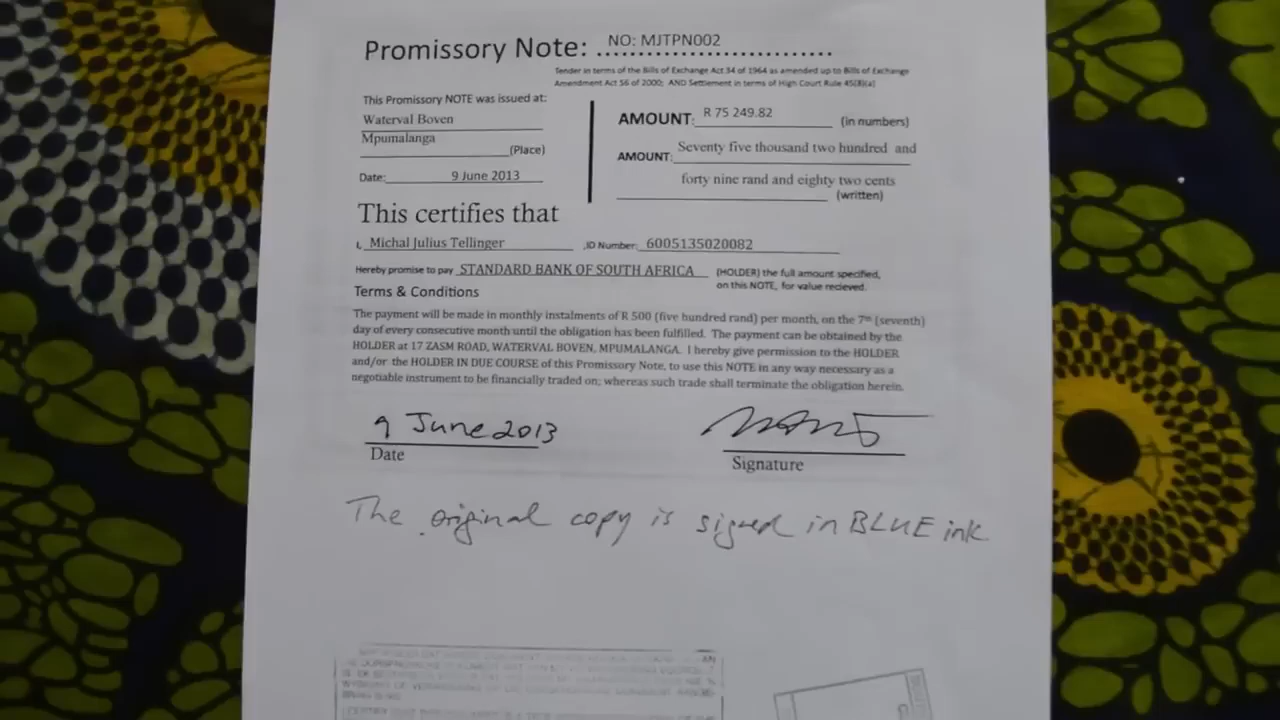 Promissory Note: NO: MJTPN002
Tender in terms of the Bills of Exchange Act 34 of 1964 as amended up to Bills of Exchange
Amendment Act 56 of 2000; AND Settlement in terms of High Court Rule 45(8)(a)
This Promissory NOTE was issued at:
Waterval Boven
Mpumalanga
(Place)
Date: 9 June 2013
AMOUNT: R 75 249.82 (in numbers)
AMOUNT: Seventy five thousand two hundred and
forty nine rand and eighty two cents
(written)
This certifies that
I, Michal Julius Tellinger ,ID Number: 6005135020082
Hereby promise to pay STANDARD BANK OF SOUTH AFRICA (HOLDER) the full amount specified,
on this NOTE, for value recieved.
Terms & Conditions
The payment will be made in monthly instalments of R 500 (five hundred rand) per month, on the 7th (seventh)
day of every consecutive month until the obligation has been fulfilled. The payment can be obtained by the
HOLDER at 17 ZASM ROAD, WATERVAL BOVEN, MPUMALANGA. I hereby give permission to the HOLDER
and/or the HOLDER IN DUE COURSE of this Promissory Note, to use this NOTE in any way necessary as a
negotiable instrument to be financially traded on; whereas such trade shall terminate the obligation herein.
9 June 2013
Date
Signature
The original copy is signed in BLUE ink